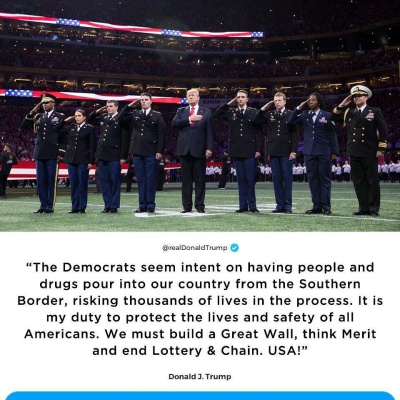 @realDonaldTrump
“The Democrats seem intent on having people and
drugs pour into our country from the Southern
Border, risking thousands of lives in the process. It is
my duty to protect the lives and safety of all
Americans. We must build a Great Wall, think Merit
and end Lottery & Chain. USA!”
Donald J. Trump